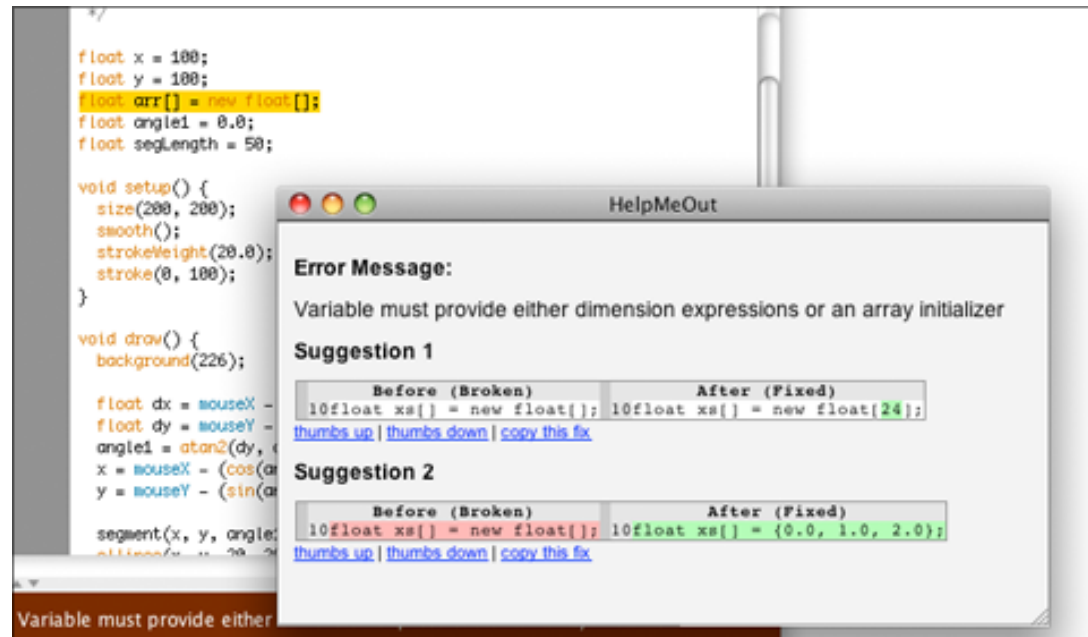 */
float x = 100;
float y = 100;
float arr[] = new float[];
float angle1 = 0.0;
float segLength = 50;
void setup() {
size(200, 200);
smooth();
strokeWeight(20.0);
stroke(0, 100);
}
void draw() {
background(226);
float dx = mouseX -
float dy = mouseY -
angle1 = atan2(dy,
x = mouseX - (cos(an
y = mouseY - (sin(an
segment(x, y, angle
Variable must provide either
HelpMeOut
Error Message:
Variable must provide either dimension expressions or an array initializer
Suggestion 1
Before (Broken) After (Fixed)
10float xs[] = new float[]; 10float xs[] = new float[24];
thumbs up | thumbs down | copy this fix
Suggestion 2
Before (Broken) After (Fixed)
10float xs[] = new float[]; 10float xs[] = {0.0, 1.0, 2.0};
thumbs up | thumbs down | copy this fix